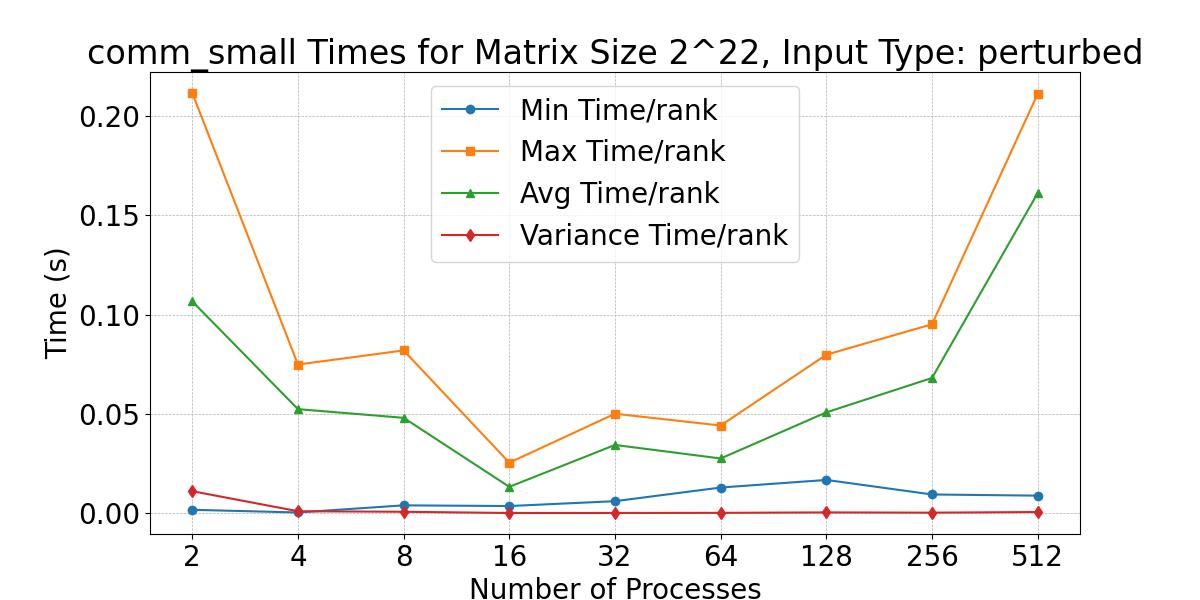 comm_small Times for Matrix Size 2^22, Input Type: perturbed
Min Time/rank
Max Time/rank
Avg Time/rank
Variance Time/rank
Time (s)
0.20
0.15
0.10
0.05
0.00
2 4 8 16 32 64 128 256 512
Number of Processes